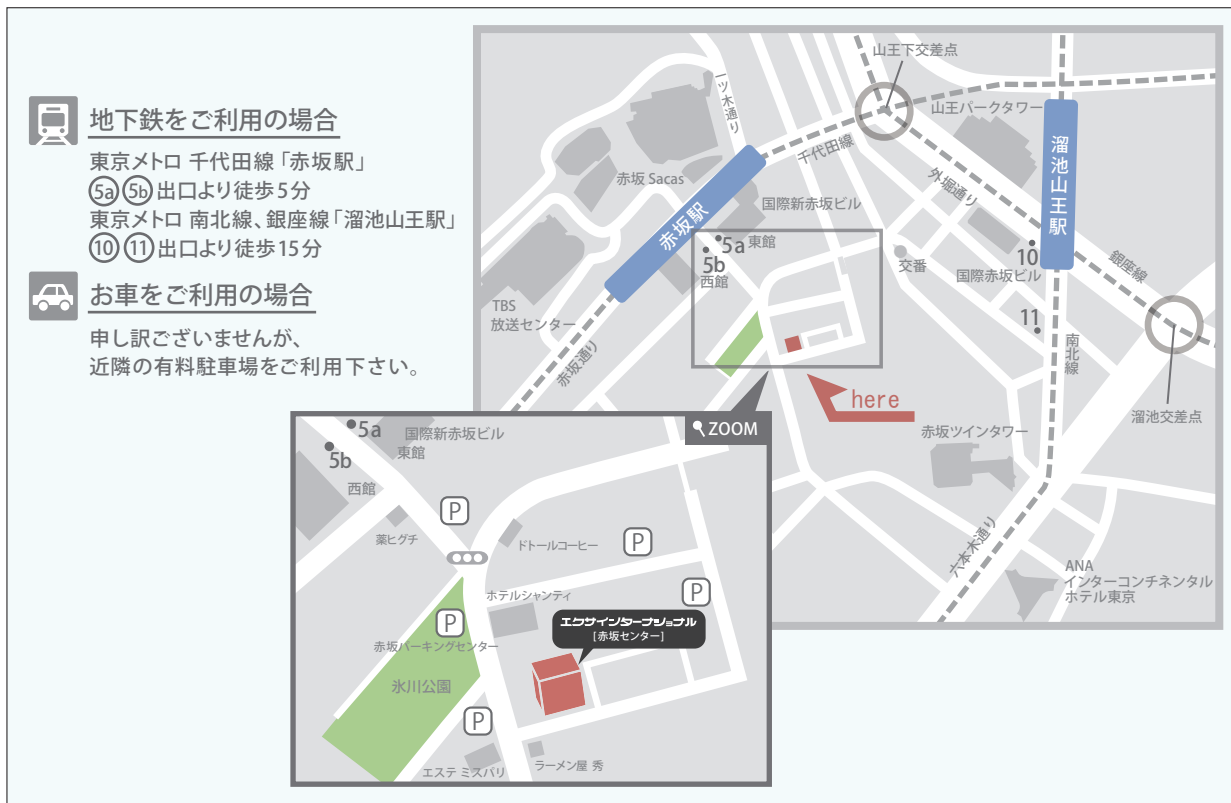 地下鉄をご利用の場合
東京メトロ 千代田線「赤坂駅」
5a 5b 出口より徒歩5分
東京メトロ 南北線、銀座線「溜池山王駅」
10 11 出口より徒歩15分
お車をご利用の場合
申し訳ございませんが、
近隣の有料駐車場をご利用下さい。
山王下交差点
一ツ木通り
山王パークタワー
千代田線
溜池山王駅
赤坂 Sacas
外堀通り
国際新赤坂ビル
赤坂駅
5a
東館
5b
西館
交番
10
国際赤坂ビル
銀座線
TBS
放送センター
11
赤坂通り
南北線
here
溜池交差点
赤坂ツインタワー
六本木通り
ANA
インターコンチネンタル
ホテル東京
ZOOM
5a
国際新赤坂ビル
東館
5b
西館
P
薬ヒグチ
ドトールコーヒー
P
ホテルシャンティ
P
P
エクサインターナショナル
[赤坂センター]
赤坂パーキングセンター
氷川公園
P
エステ ミスパリ
ラーメン屋 秀